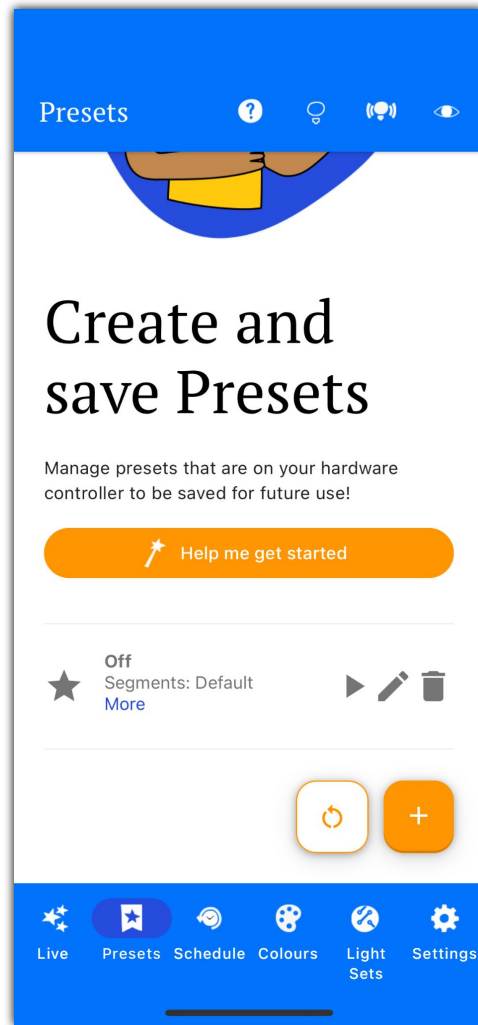 Presets
Create and
save Presets
Manage presets that are on your hardware
controller to be saved for future use!
Help me get started
Off
Segments: Default
More
Live
Presets
Schedule
Colours
Light
Sets
Settings